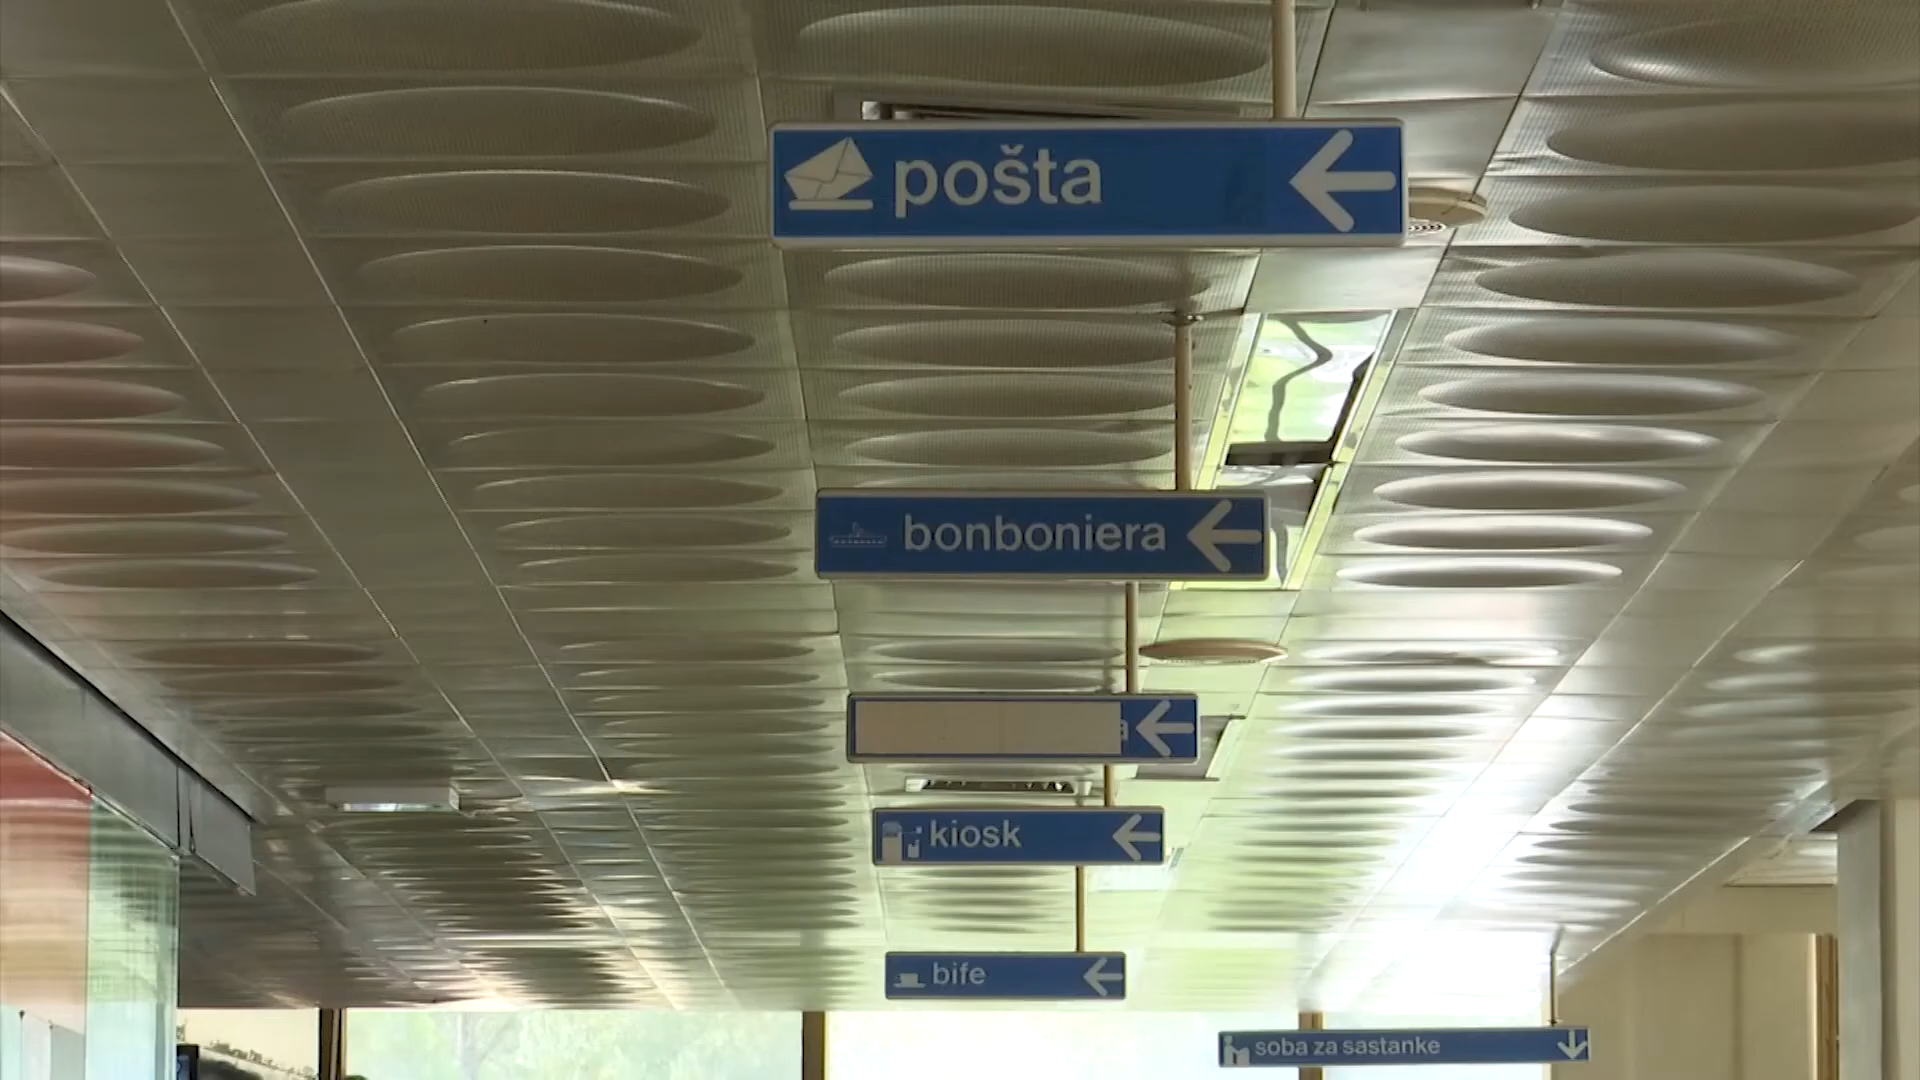 pošta
bonboniera
kiosk
bife
soba za sastanke